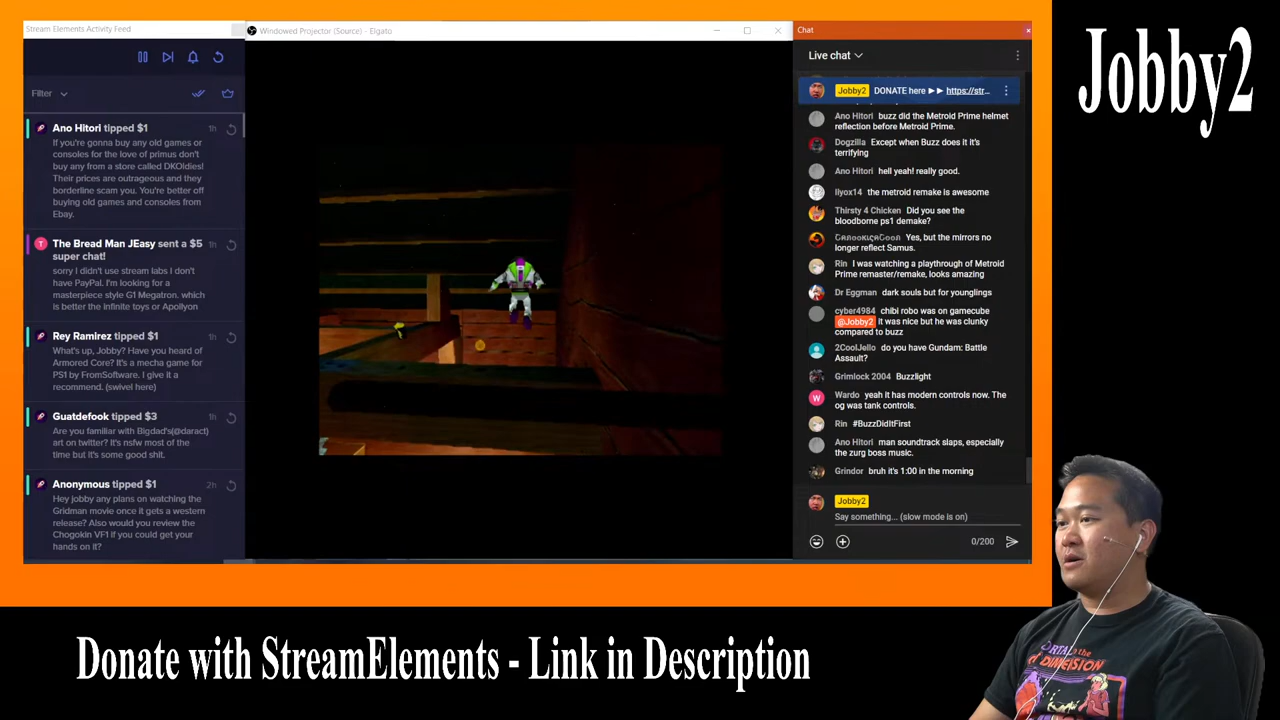 Stream Elements Activity Feed
Filter
Ano Hitori tipped $1
1h
If you're gonna buy any old games or
consoles for the love of primus don't
buy any from a store called DKOldies!
Their prices are outrageous and they
borderline scam you. You're better off
buying old games and consoles from
Ebay.
T
The Bread Man JEasy sent a $5
super chat!
1h
sorry I didn't use stream labs I don't
have PayPal. I'm looking for a
masterpiece style G1 Megatron. which
is better the infinite toys or Apollyon
Rey Ramirez tipped $1
1h
What's up, Jobby? Have you heard of
Armored Core? It's a mecha game for
PS1 by FromSoftware. I give it a
recommend. (swivel here)
Guatdefook tipped $3
1h
Are you familiar with Bigdad's(@daract)
art on twitter? It's nsfw most of the
time but it's some good shit.
Anonymous tipped $1
2h
Hey jobby any plans on watching the
Gridman movie once it gets a western
release? Also would you review the
Chogokin VF1 if you could get your
hands on it?
Windowed Projector (Source) - Elgato
Chat
Live chat
Jobby2 DONATE here ►► https://str...
Ano Hitori buzz did the Metroid Prime helmet
reflection before Metroid Prime.
Dogzilla Except when Buzz does it it's
terrifying
Ano Hitori hell yeah! really good.
Ilyox14 the metroid remake is awesome
Thirsty 4 Chicken Did you see the
bloodborne ps1 demake?
Yes, but the mirrors no
longer reflect Samus.
Rin I was watching a playthrough of Metroid
Prime remaster/remake, looks amazing
Dr Eggman dark souls but for younglings
cyber4984 chibi robo was on gamecube
@Jobby2 it was nice but he was clunky
compared to buzz
2CoolJello do you have Gundam: Battle
Assault?
Grimlock 2004 Buzzlight
W
Wardo yeah it has modern controls now. The
og was tank controls.
Rin #BuzzDidItFirst
Ano Hitori man soundtrack slaps, especially
the zurg boss music.
Grindor bruh it's 1:00 in the morning
Jobby2
Say something... (slow mode is on)
0/200
Jobby2
DIMENSION
Donate with StreamElements - Link in Description